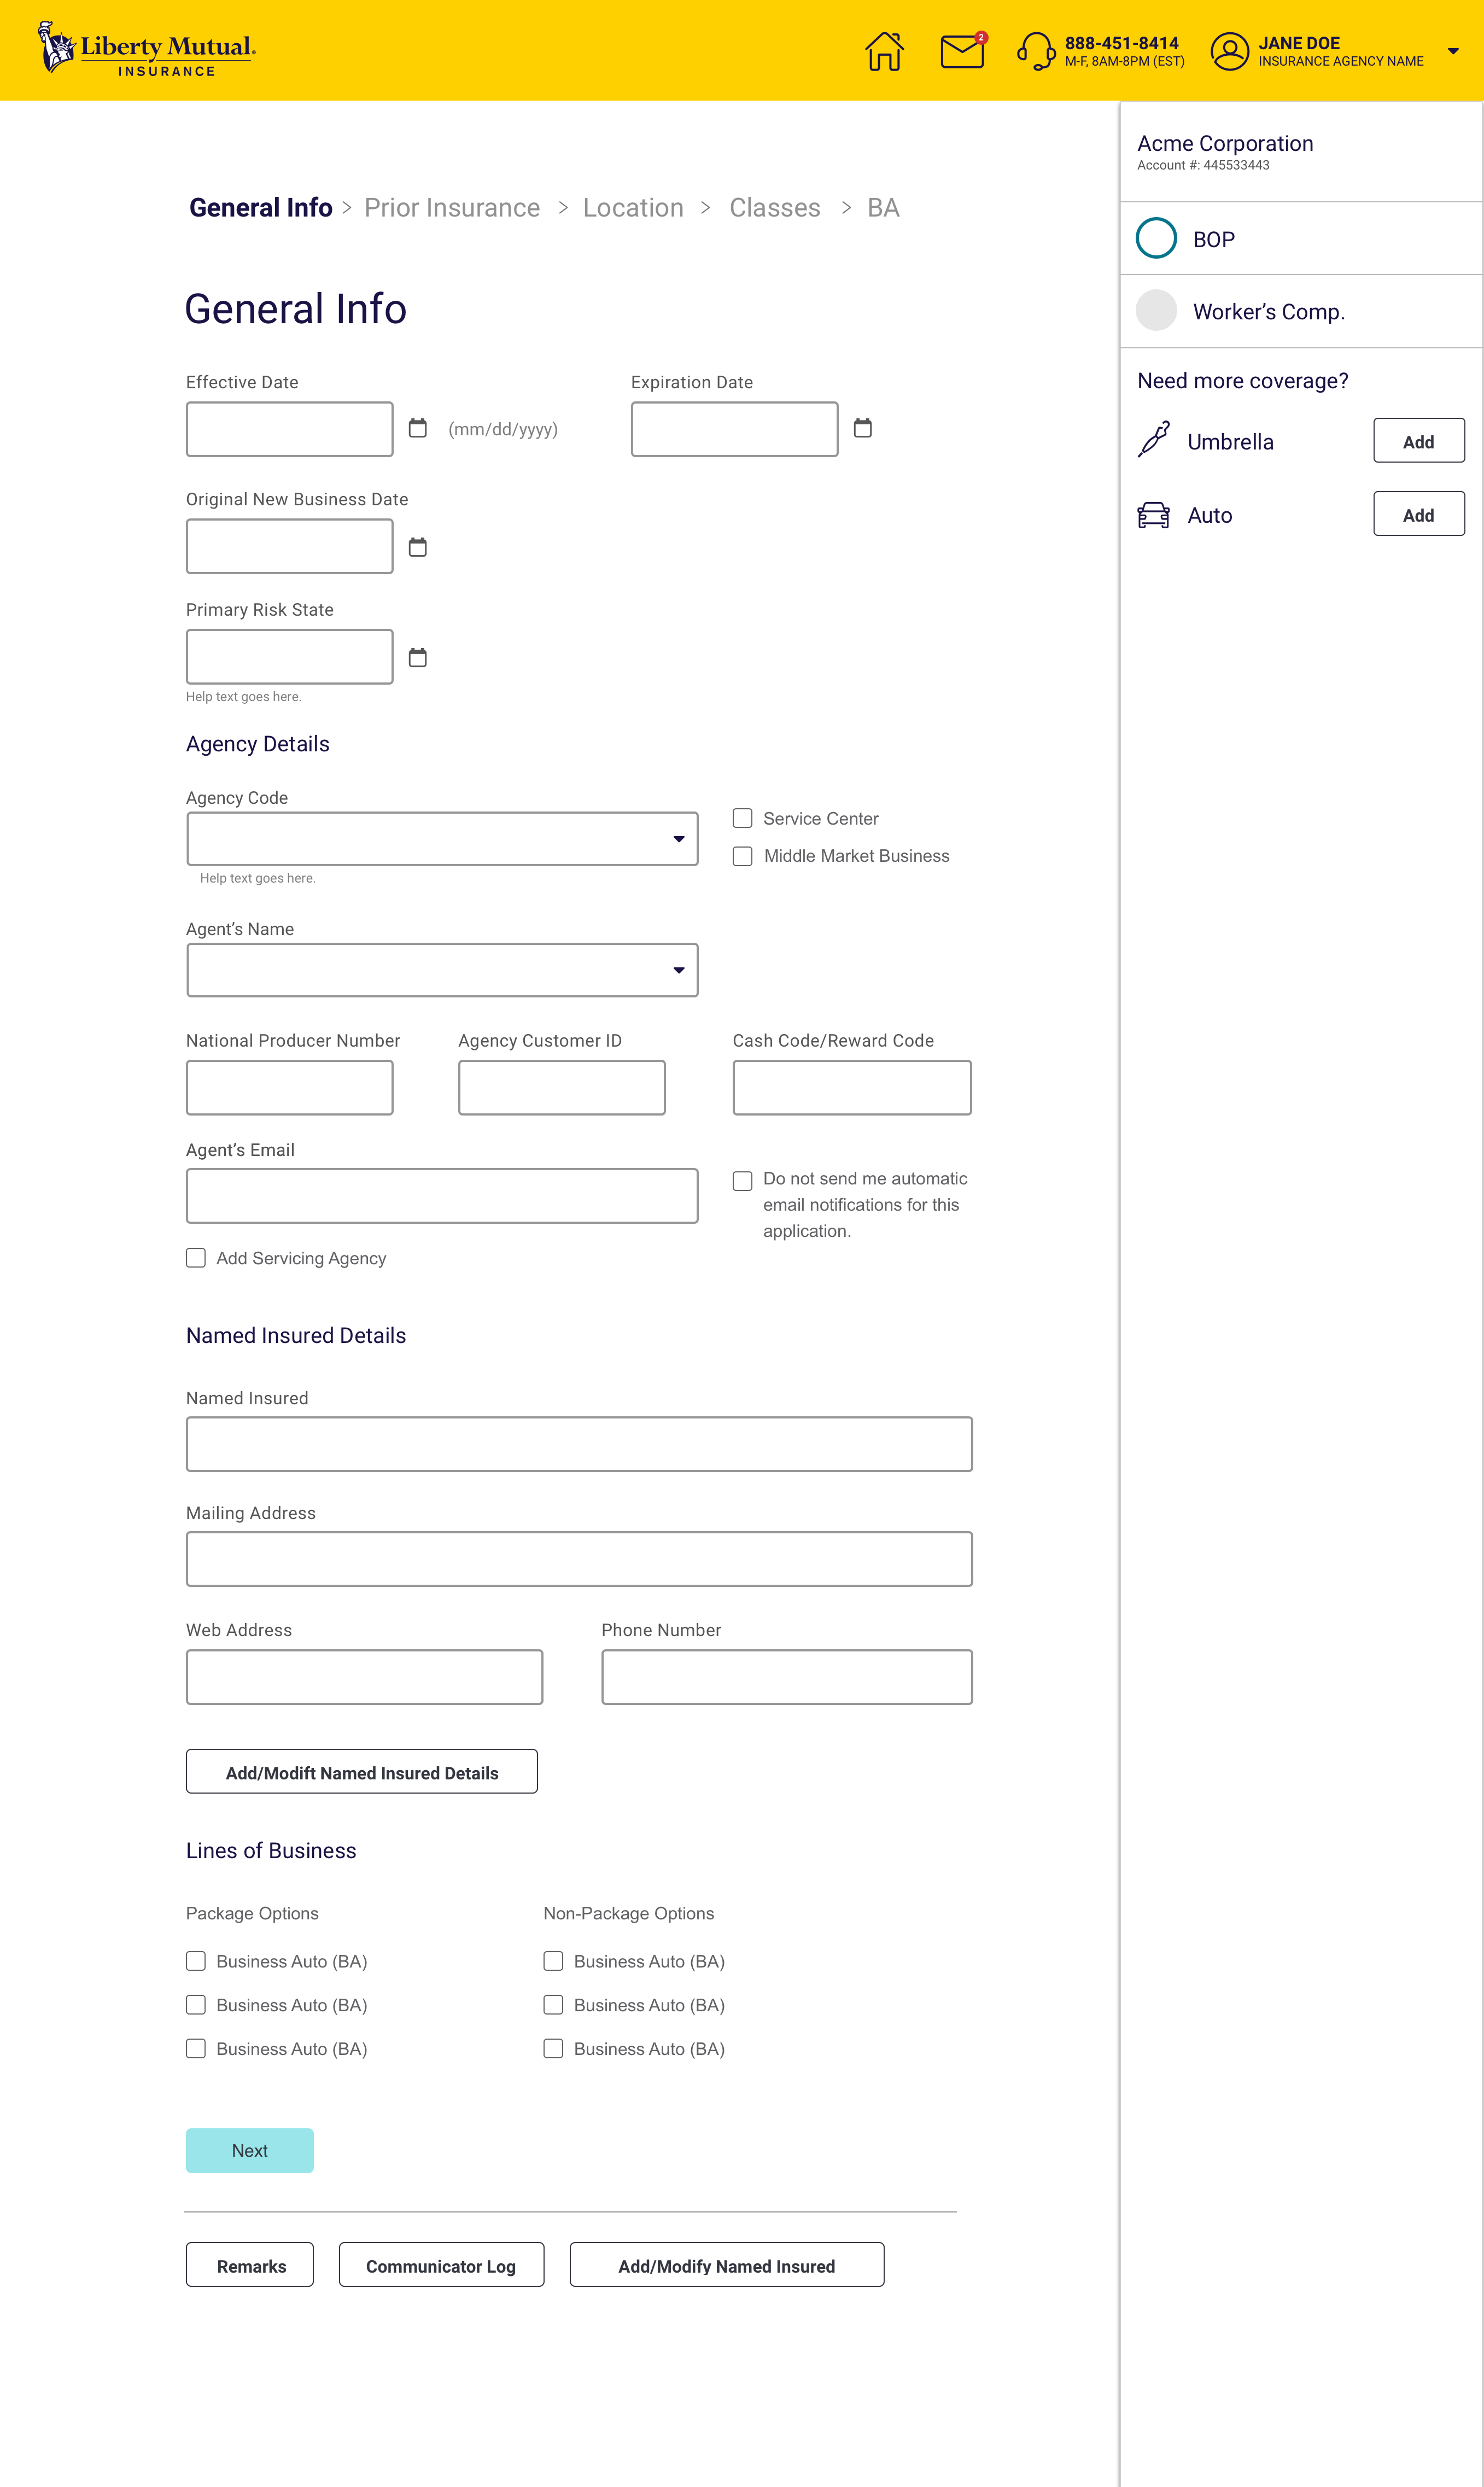 Liberty Mutual.
INSURANCE
2
888-451-8414
M-F, 8AM-8PM (EST)
JANE DOE
INSURANCE AGENCY NAME
General Info > Prior Insurance > Location > Classes > BA
General Info
Effective Date
(mm/dd/yyyy)
Expiration Date
Original New Business Date
Primary Risk State
Help text goes here.
Agency Details
Agency Code
Help text goes here.
Service Center
Middle Market Business
Agent’s Name
National Producer Number
Agency Customer ID
Cash Code/Reward Code
Agent’s Email
Do not send me automatic
email notifications for this
application.
Add Servicing Agency
Named Insured Details
Named Insured
Mailing Address
Web Address
Phone Number
Add/Modift Named Insured Details
Lines of Business
Package Options
Business Auto (BA)
Business Auto (BA)
Business Auto (BA)
Non-Package Options
Business Auto (BA)
Business Auto (BA)
Business Auto (BA)
Next
Remarks
Communicator Log
Add/Modify Named Insured
Acme Corporation
Account #: 445533443
BOP
Worker’s Comp.
Need more coverage?
Umbrella
Add
Auto
Add